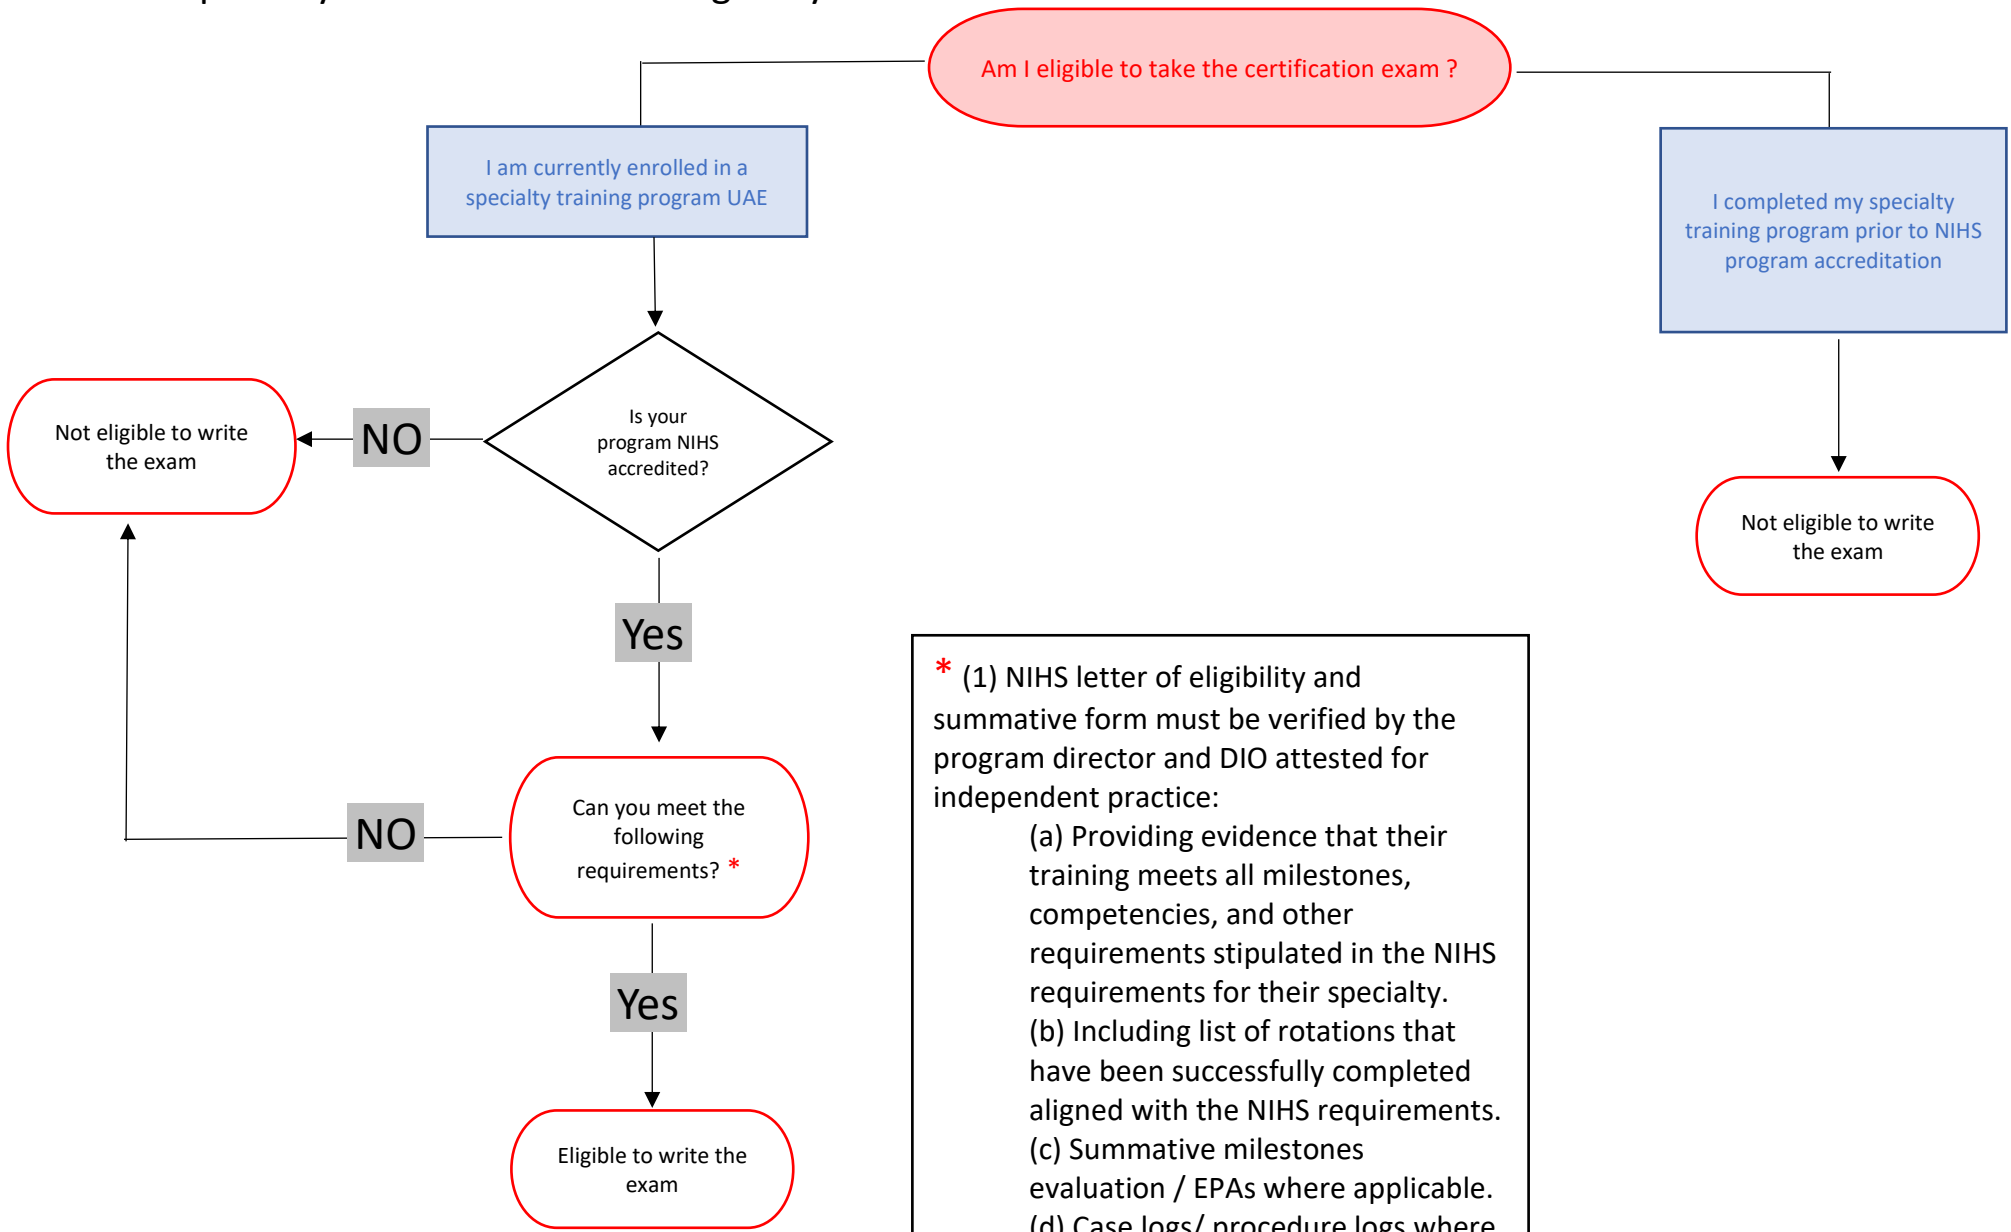 Am I eligible to take the certification exam ?
I am currently enrolled in a
specialty training program UAE
I completed my specialty
training program prior to NIHS
program accreditation
Is your
program NIHS
accredited?
NO
Not eligible to write
the exam
Not eligible to write
the exam
Yes
Can you meet the
following
requirements? *
NO
Yes
Eligible to write the
exam
* (1) NIHS letter of eligibility and
summative form must be verified by the
program director and DIO attested for
independent practice:
(a) Providing evidence that their
training meets all milestones,
competencies, and other
requirements stipulated in the NIHS
requirements for their specialty.
(b) Including list of rotations that
have been successfully completed
aligned with the NIHS requirements.
(c) Summative milestones
evaluation / EPAs where applicable.
(d) Case logs/ procedure logs where